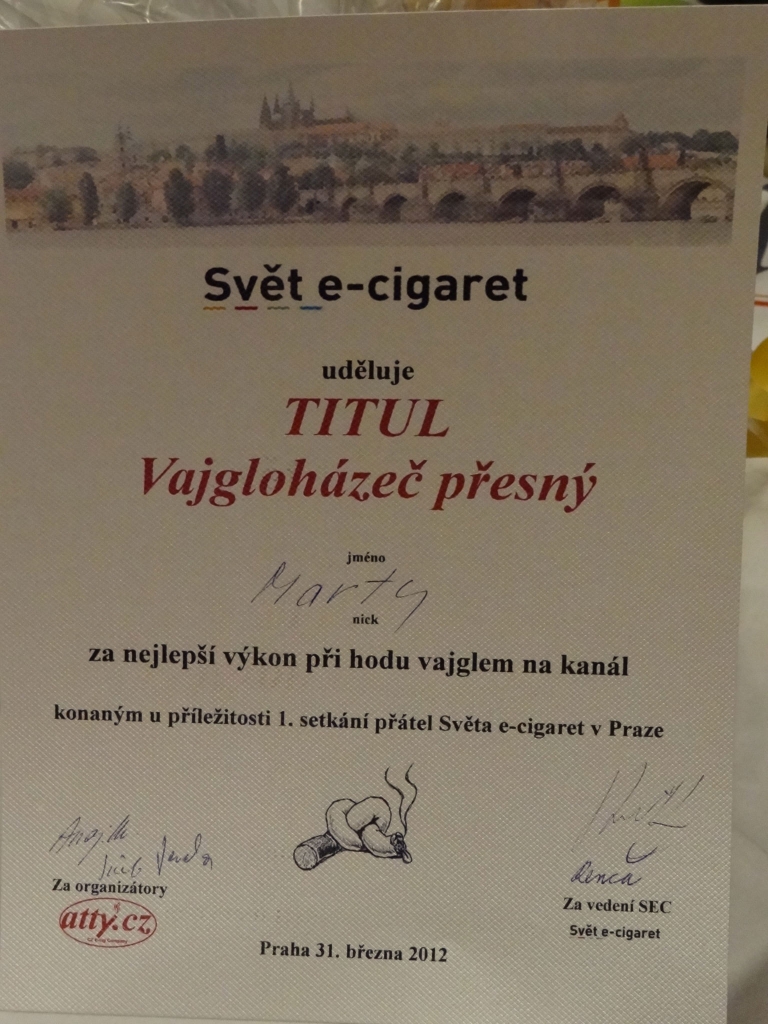 Svět e-cigaret
uděluje
TITUL
Vajgloházeč přesný
jméno
Marty
nick
za nejlepší výkon při hodu vajglem na kanál
konaným u příležitosti 1. setkání přátel Světa e-cigaret v Praze
Renča
Za organizátory
Za vedení SEC
atty.cz
Svět e-cigaret
Praha 31. března 2012